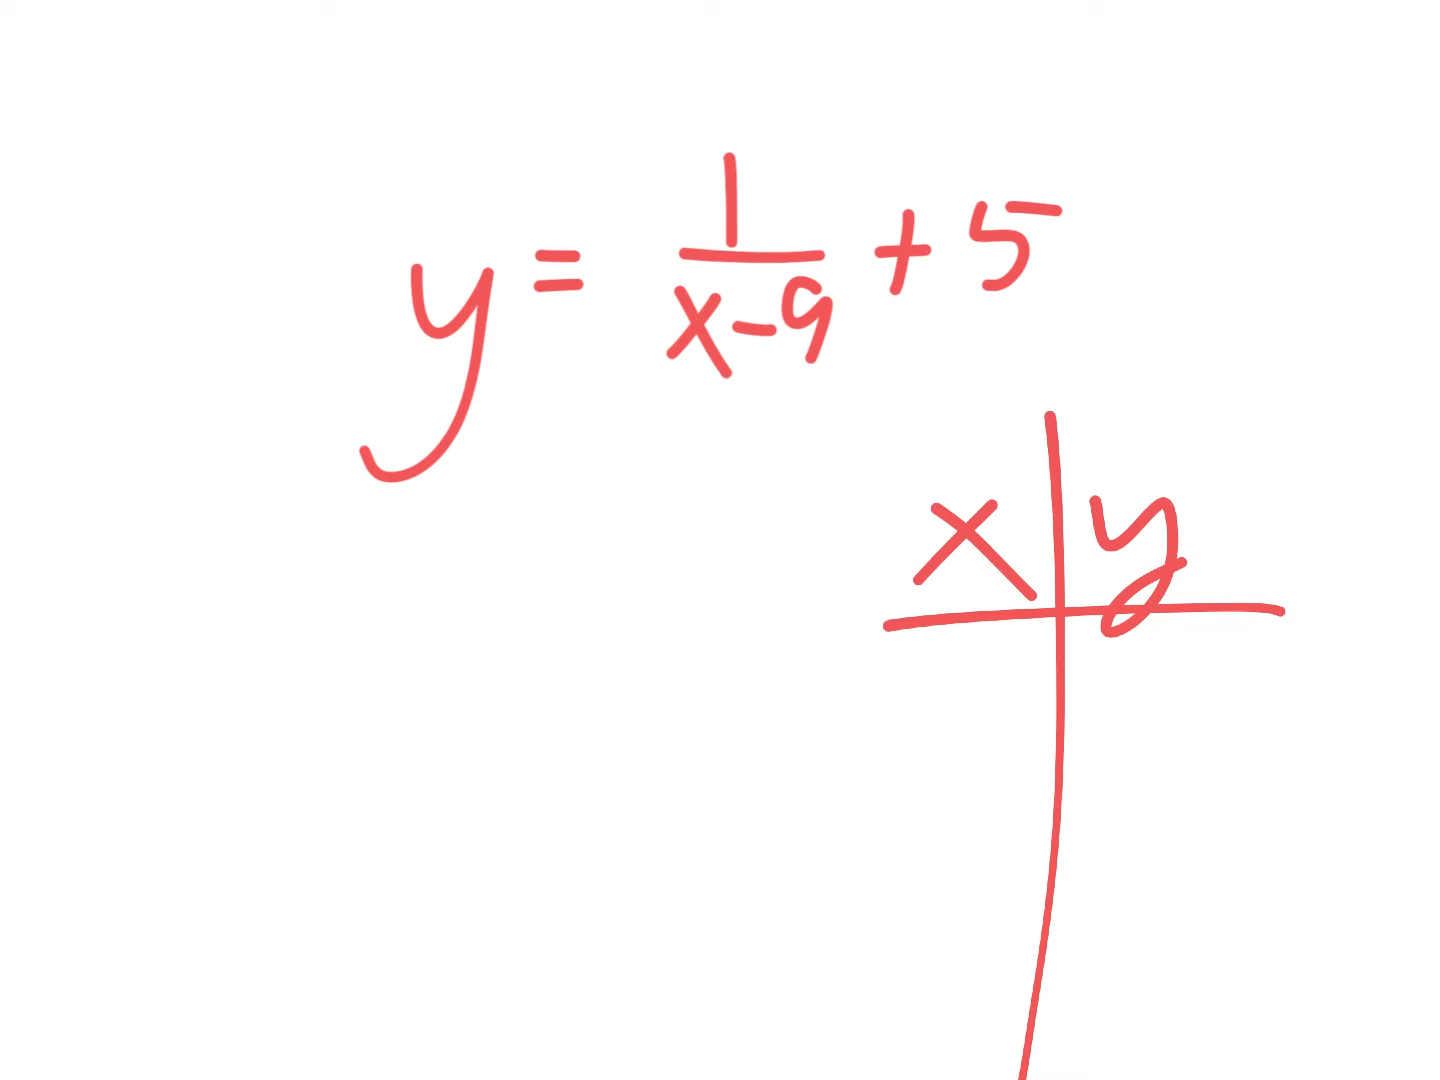 y = 1/(x-9) + 5
x | y